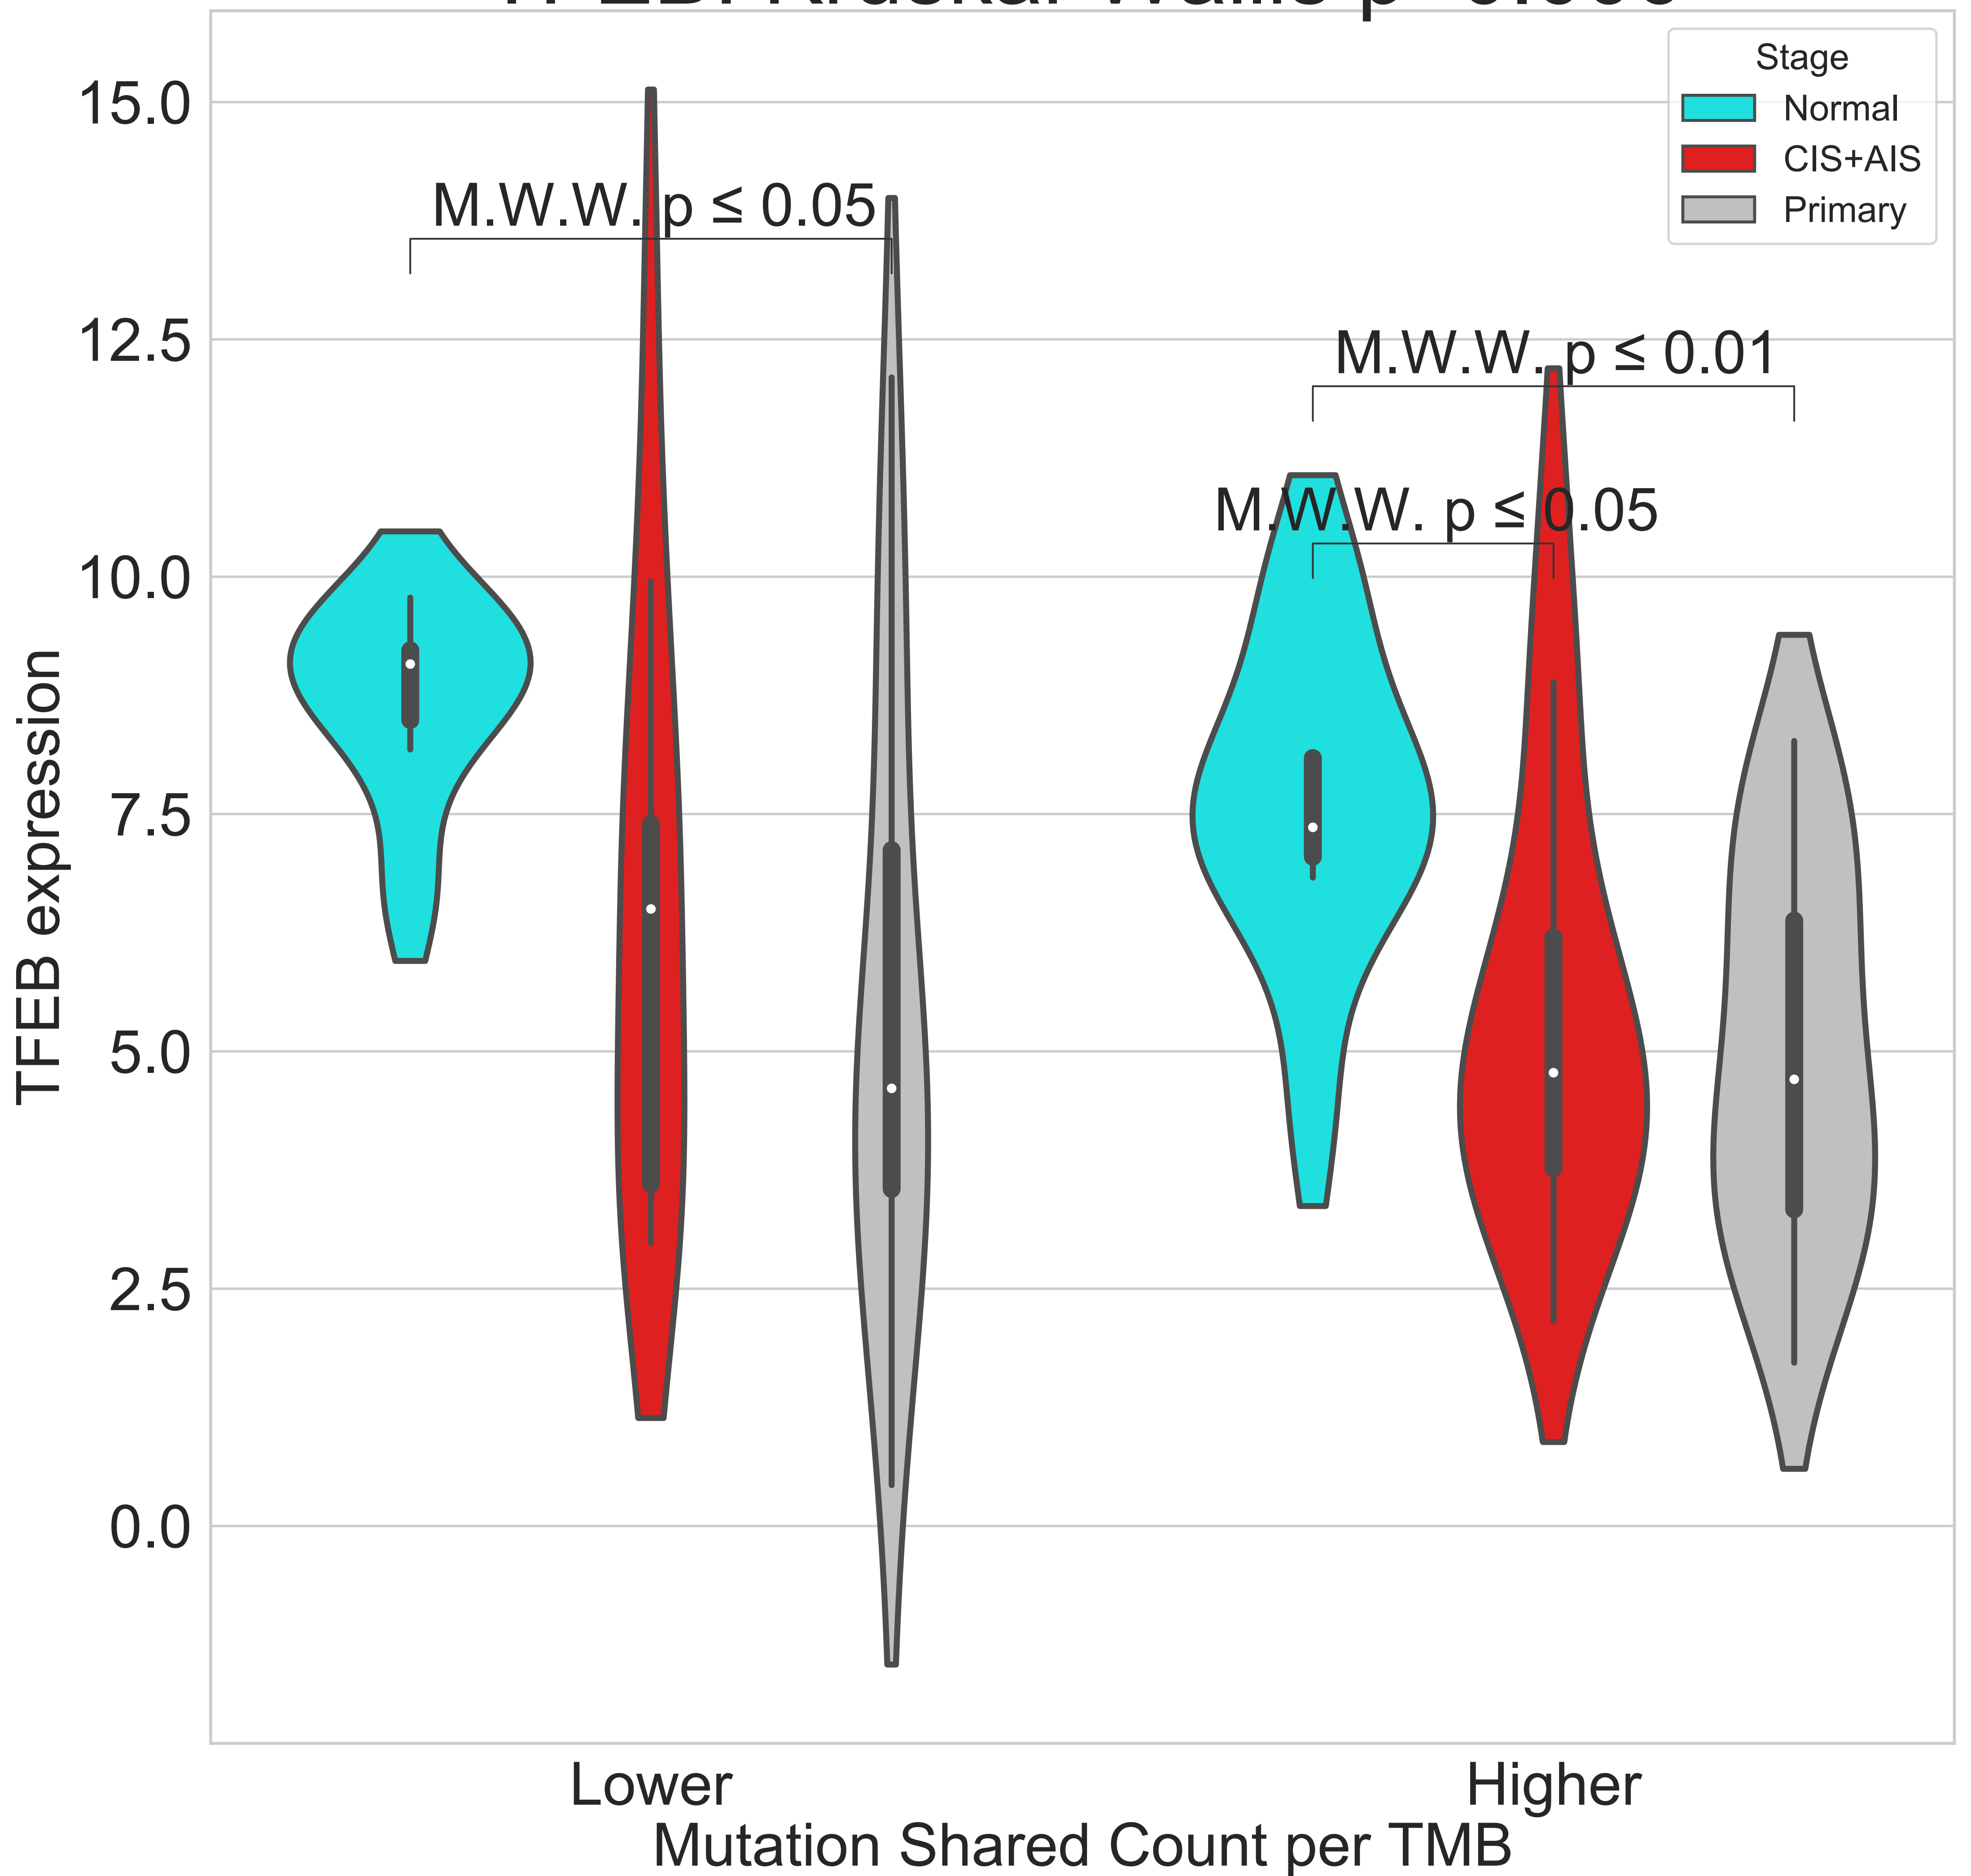 Stage
Normal
CIS+AIS
Primary
15.0
12.5
10.0
7.5
5.0
2.5
0.0
TFEB expression
M.W.W. p ≤ 0.05
M.W.W. p ≤ 0.01
M.W.W. p ≤ 0.05
Lower
Higher
Mutation Shared Count per TMB